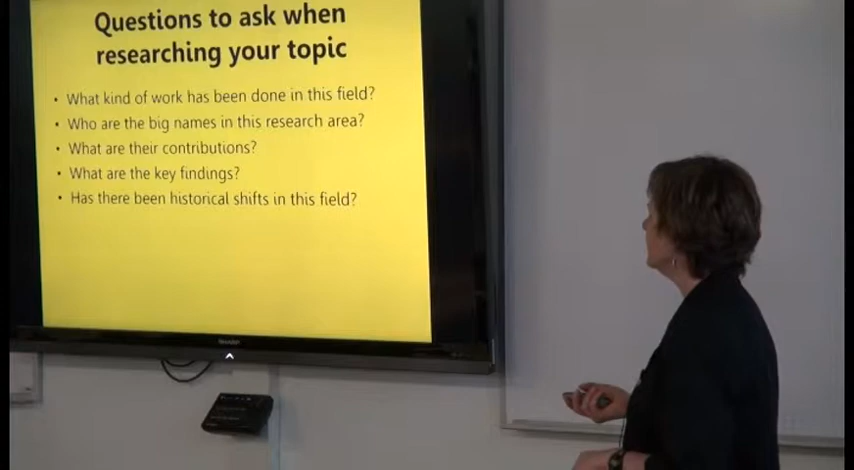 Questions to ask when
researching your topic
• What kind of work has been done in this field?
• Who are the big names in this research area?
• What are their contributions?
• What are the key findings?
• Has there been historical shifts in this field?